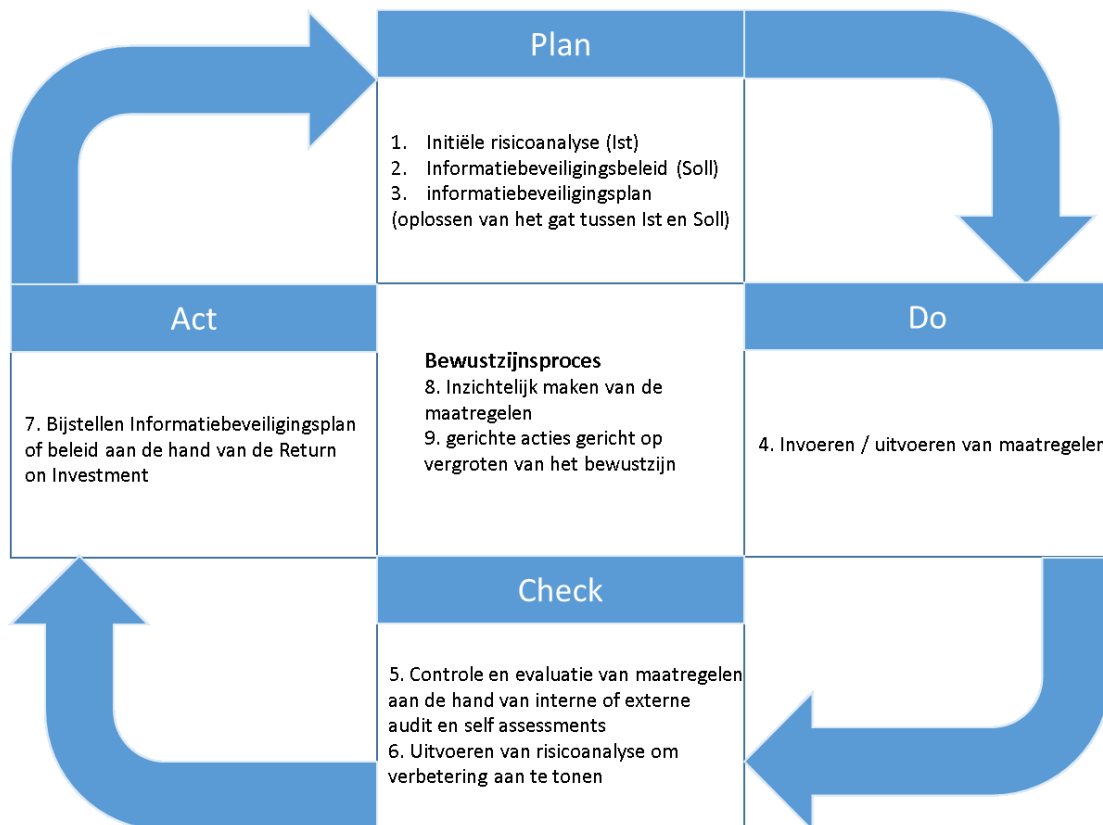 Plan
1. Initiële risicoanalyse (Ist)
2. Informatiebeveiligingsbeleid (Soll)
3. informatiebeveiligingsplan
(oplossen van het gat tussen Ist en Soll)
Act
7. Bijstellen Informatiebeveiligingsplan
of beleid aan de hand van de Return
on Investment
Bewustzijnsproces
8. Inzichtelijk maken van de
maatregelen
9. gerichte acties gericht op
vergroten van het bewustzijn
Do
4. Invoeren / uitvoeren van maatregelen
Check
5. Controle en evaluatie van maatregelen
aan de hand van interne of externe
audit en self assessments
6. Uitvoeren van risicoanalyse om
verbetering aan te tonen